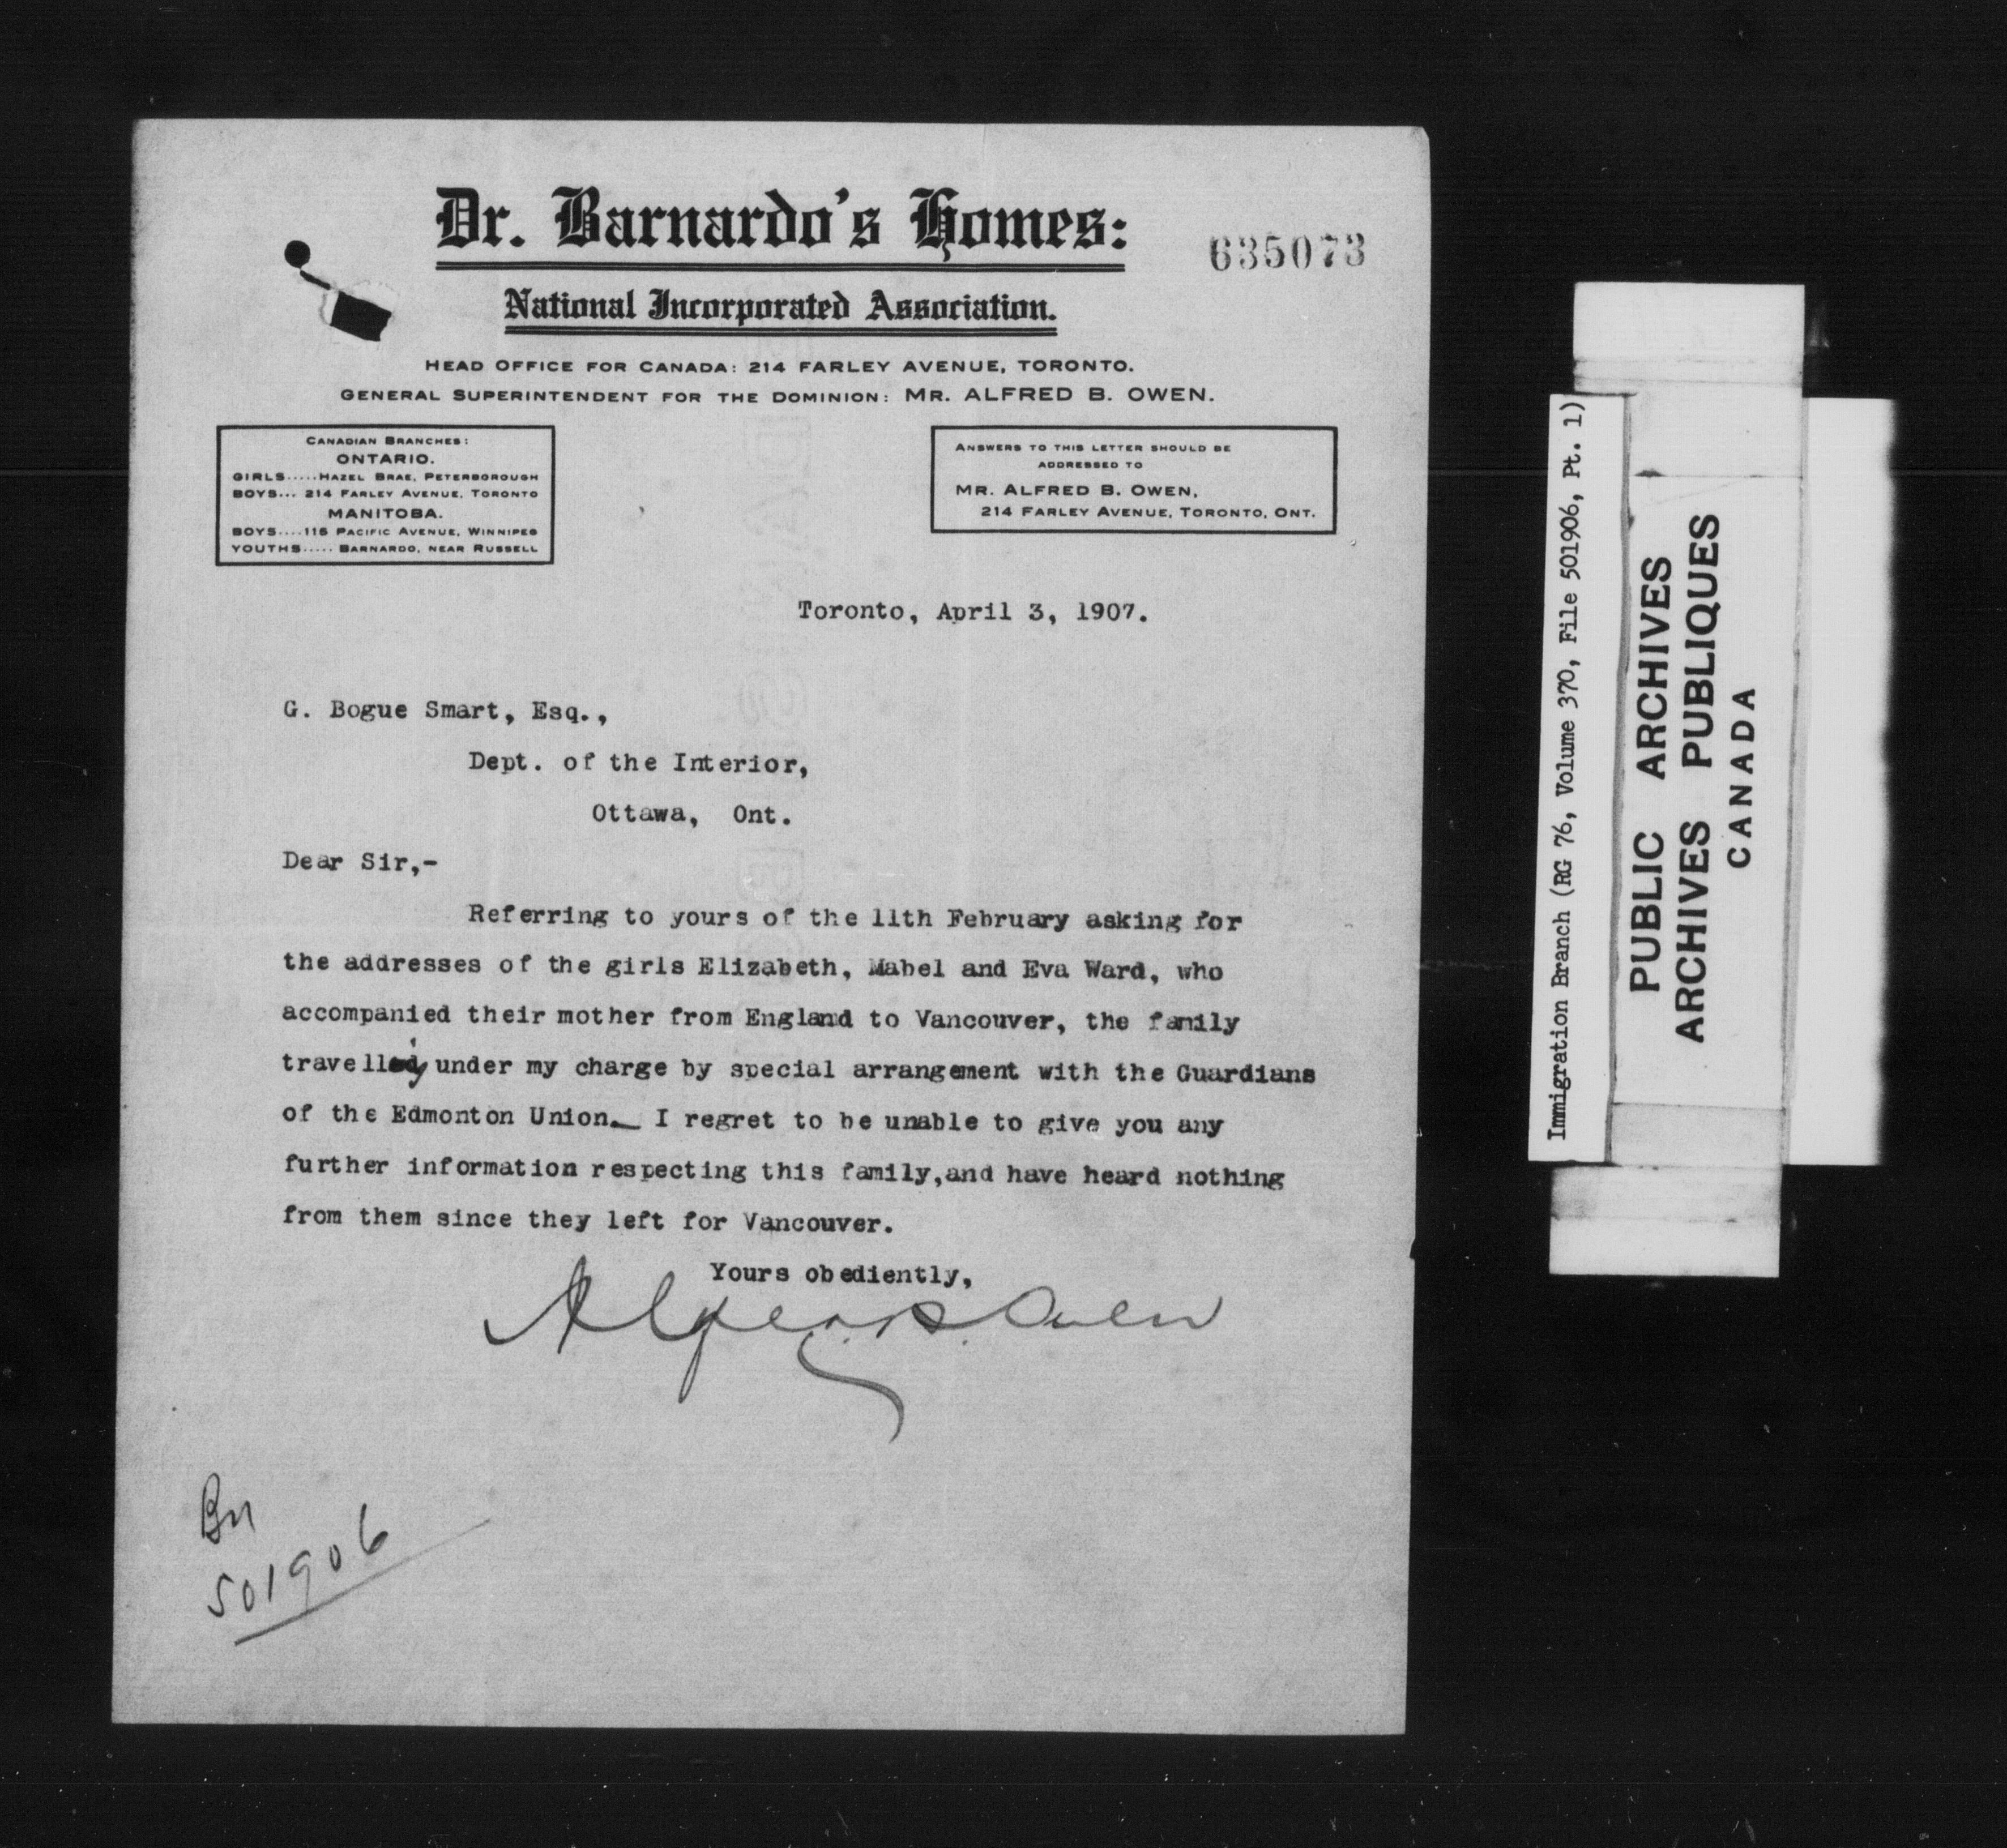 Dr. Barnardo's Homes:
635073
National Incorporated Association.
HEAD OFFICE FOR CANADA: 214 FARLEY AVENUE, TORONTO.
GENERAL SUPERINTENDENT FOR THE DOMINION: MR. ALFRED B. OWEN.
CANADIAN BRANCHES:
ONTARIO.
GIRLS.....HAZEL BRAE, PETERBOROUGH
BOYS... 214 FARLEY AVENUE, TORONTO
MANITOBA.
BOYS....115 PACIFIC AVENUE, WINNIPEG
YOUTHS..... BARNARDO, NEAR RUSSELL
ANSWERS TO THIS LETTER SHOULD BE
ADDRESSED TO
MR. ALFRED B. OWEN,
214 FARLEY AVENUE, TORONTO, ONT.
Toronto, April 3, 1907.
G. Bogue Smart, Esq.,
Dept. of the Interior,
Ottawa, Ont.
Dear Sir,-
Referring to yours of the 11th February asking for
the addresses of the girls Elizabeth, Mabel and Eva Ward, who
accompanied their mother from England to Vancouver, the family
travelled under my charge by special arrangement with the Guardians
of the Edmonton Union. I regret to be unable to give you any
further information respecting this family,and have heard nothing
from them since they left for Vancouver.
Yours obediently,
Alfred B. Owen
501906
Immigration Branch (RG 76, Volume 370, File 501906, Pt. 1)
PUBLIC ARCHIVES
ARCHIVES PUBLIQUES
CANADA